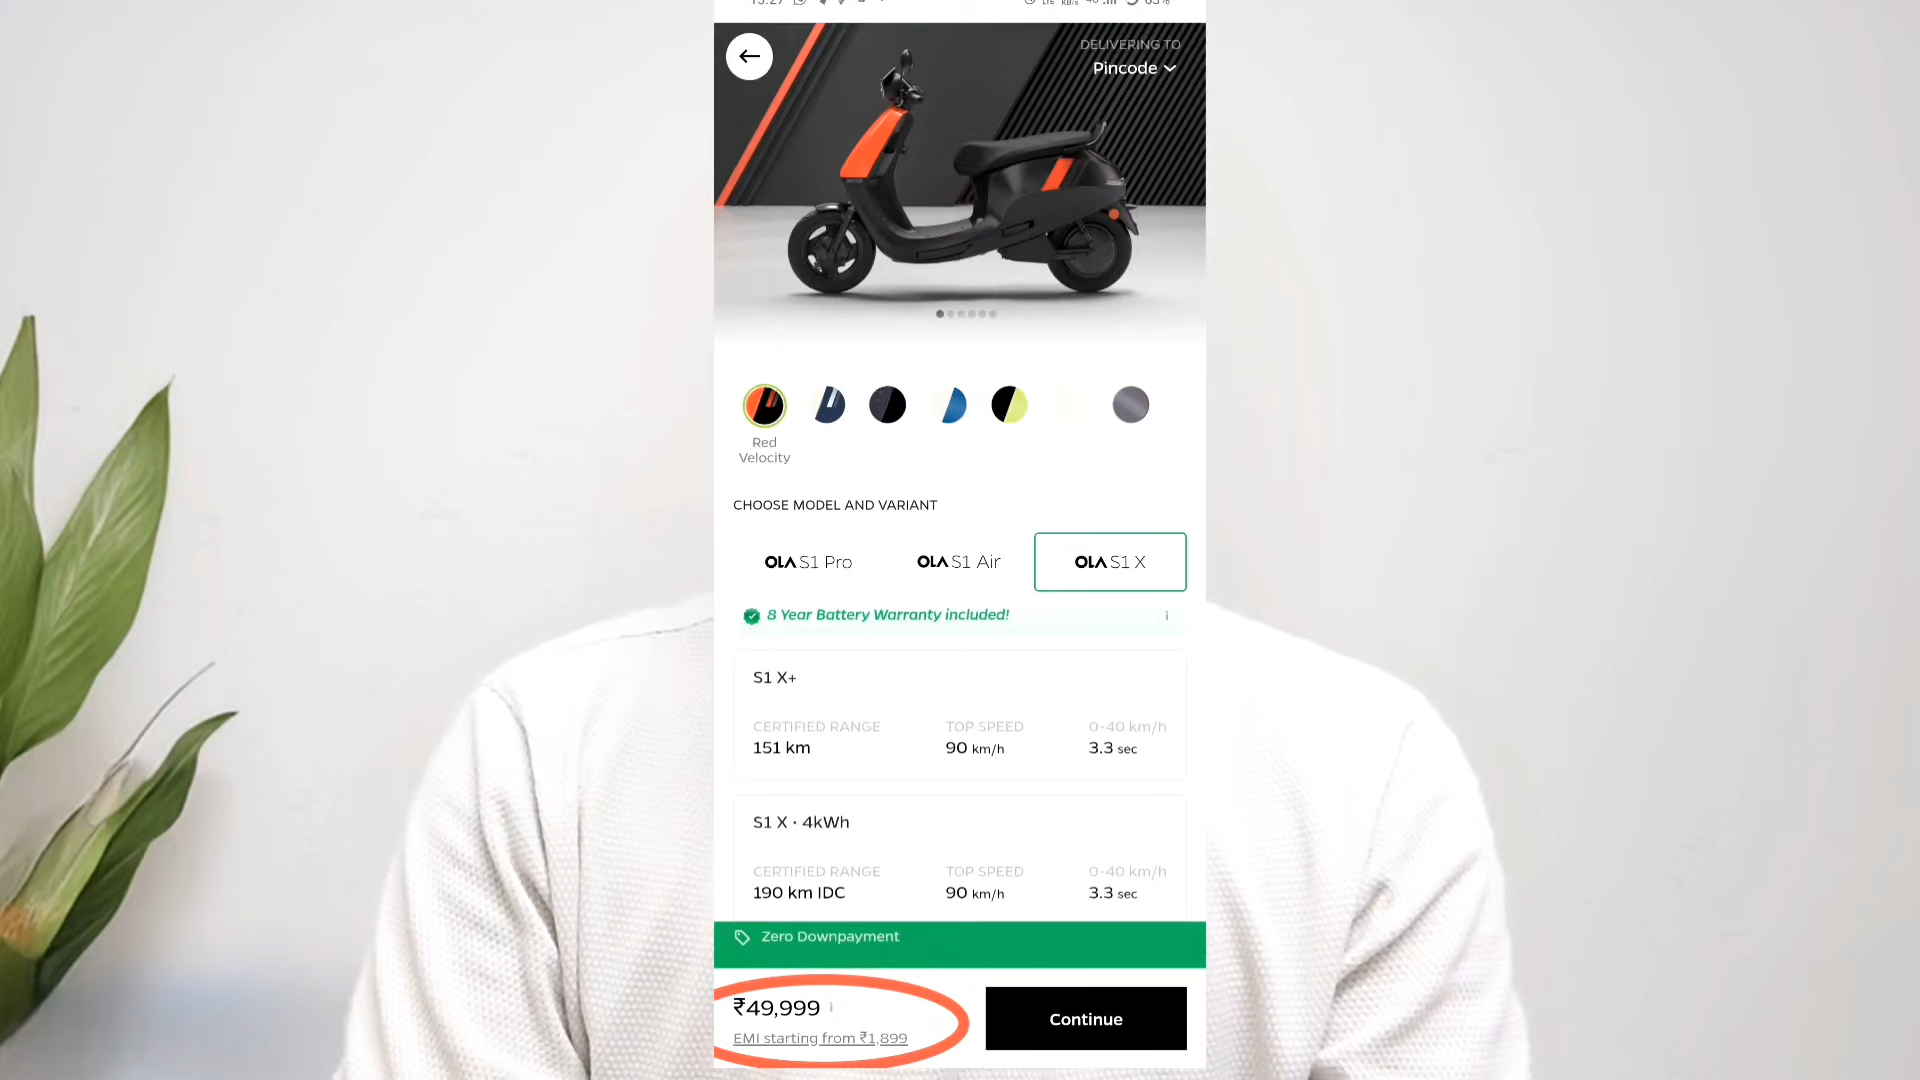 DELIVERING TO
Pincode
Red
Velocity
CHOOSE MODEL AND VARIANT
OLA S1 Pro
OLA S1 Air
OLA S1 X
8 Year Battery Warranty included!
S1 X+
CERTIFIED RANGE TOP SPEED 0-40 km/h
151 km 90 km/h 3.3 sec
S1 X • 4kWh
CERTIFIED RANGE TOP SPEED 0-40 km/h
190 km IDC 90 km/h 3.3 sec
Zero Downpayment
₹49,999
EMI starting from ₹1,899
Continue